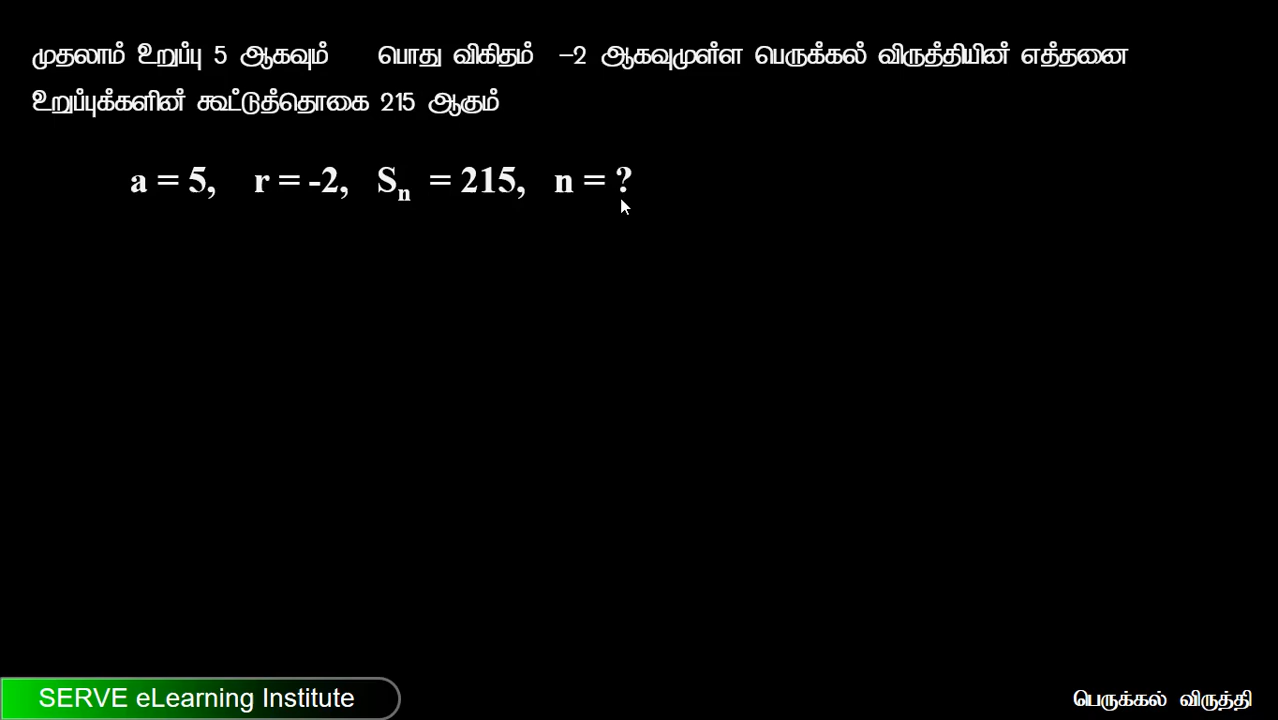 முதலாம் உறுப்பு 5 ஆகவும் பொது விகிதம் -2 ஆகவுமுள்ள பெருக்கல் விருத்தியின் எத்தனை
உறுப்புக்களின் கூட்டுத்தொகை 215 ஆகும்
a = 5, r = -2, Sₙ = 215, n = ?
SERVE eLearning Institute
பெருக்கல் விருத்தி